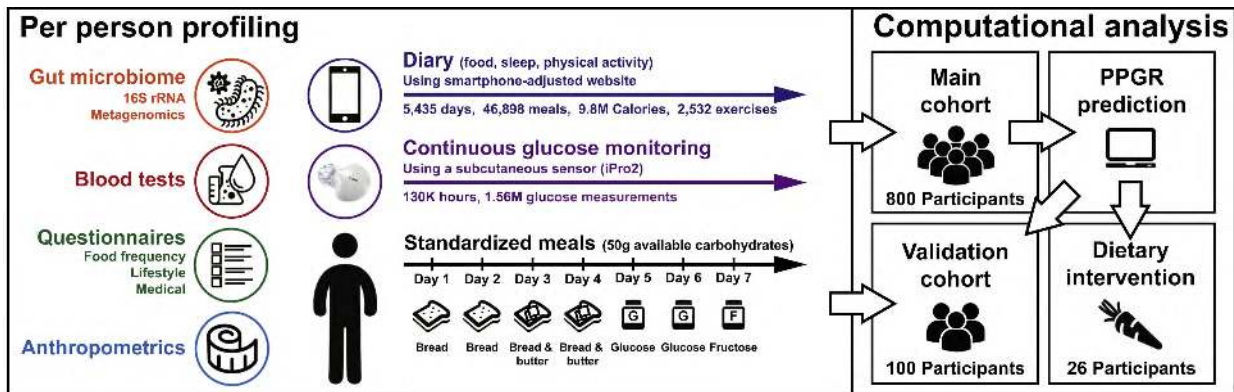 Per person profiling
Gut microbiome
16S rRNA
Metagenomics
Blood tests
Questionnaires
Food frequency
Lifestyle
Medical
Anthropometrics
Diary (food, sleep, physical activity)
Using smartphone-adjusted website
5,435 days, 46,898 meals, 9.8M Calories, 2,532 exercises
Continuous glucose monitoring
Using a subcutaneous sensor (iPro2)
130K hours, 1.56M glucose measurements
Standardized meals (50g available carbohydrates)
Day 1 Day 2 Day 3 Day 4 Day 5 Day 6 Day 7
G G F
Bread Bread Bread & butter Bread & butter Glucose Glucose Fructose
Computational analysis
Main
cohort
800 Participants
PPGR
prediction
Validation
cohort
100 Participants
Dietary
intervention
26 Participants